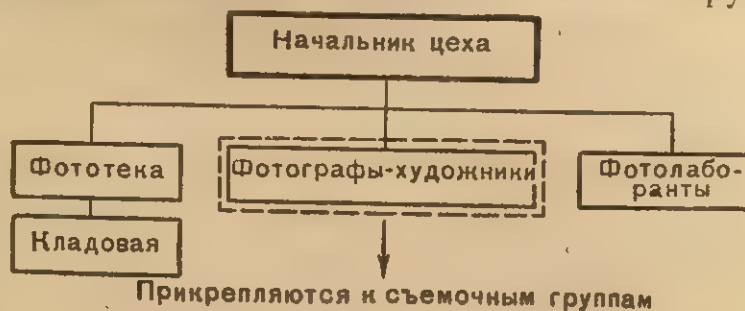 Начальник цеха
Фототека
Фотографы-художники
Фотолабо-
ранты
Кладовая
Прикрепляются к съемочным группам